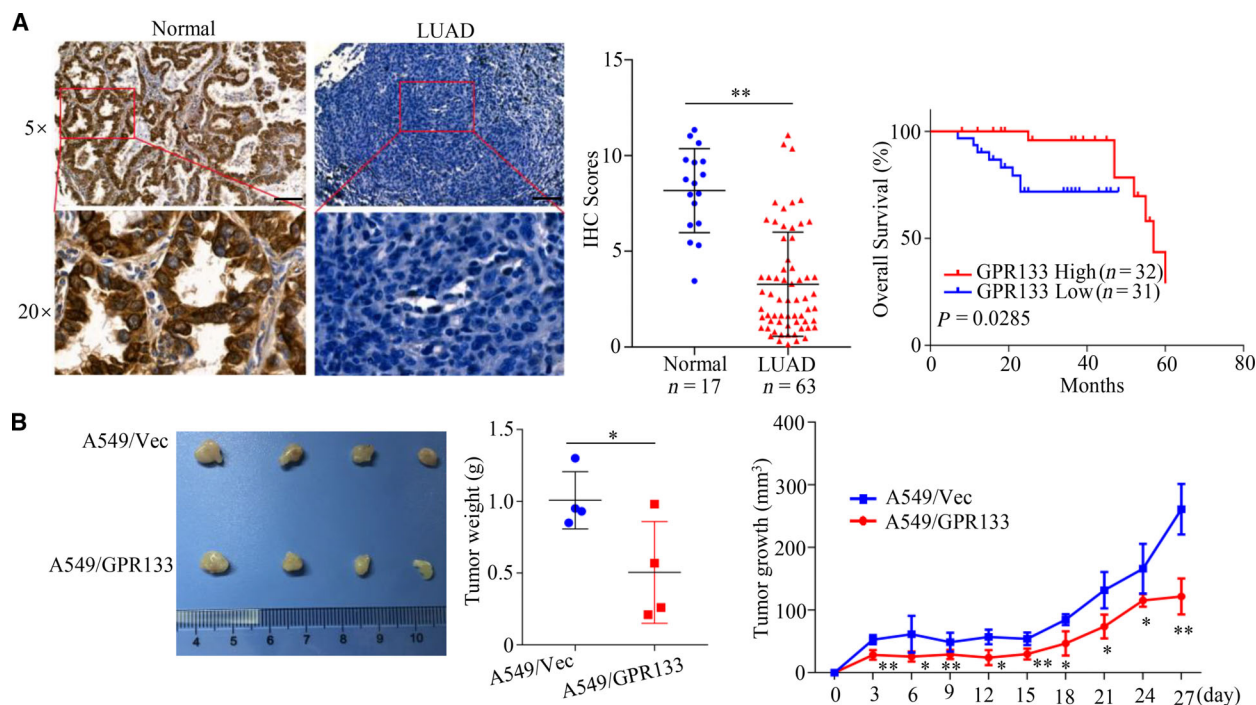 A
Normal
LUAD
5×
20×
15
10
5
0
IHC Scores
**
Normal
n = 17
LUAD
n = 63
100
50
0
Overall Survival (%)
GPR133 High (n = 32)
GPR133 Low (n = 31)
P = 0.0285
0 20 40 60 80
Months
B
A549/Vec
A549/GPR133
4 5 6 7 8 9 10
1.5
1.0
0.5
0
Tumor weight (g)
*
A549/Vec
A549/GPR133
400
300
200
100
0
Tumor growth (mm³)
A549/Vec
A549/GPR133
** * ** * ** * * * **
0 3 6 9 12 15 18 21 24 27 (day)